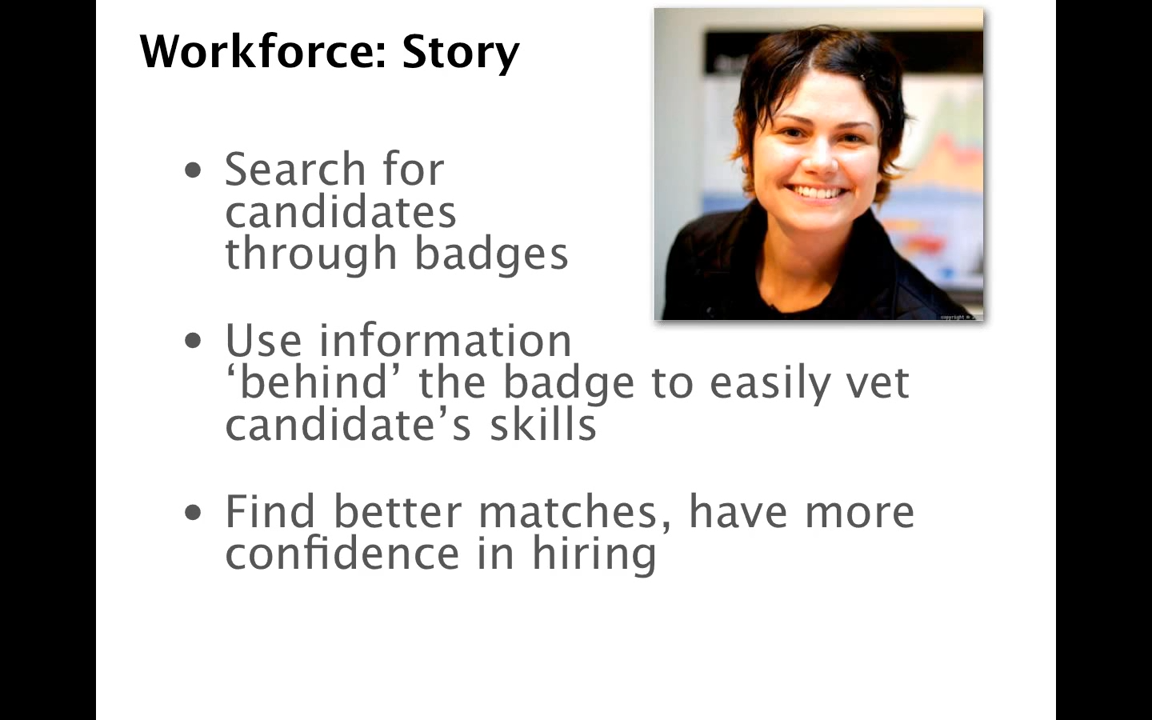 Workforce: Story
• Search for
candidates
through badges
• Use information
‘behind’ the badge to easily vet
candidate’s skills
• Find better matches, have more
confidence in hiring
copyright